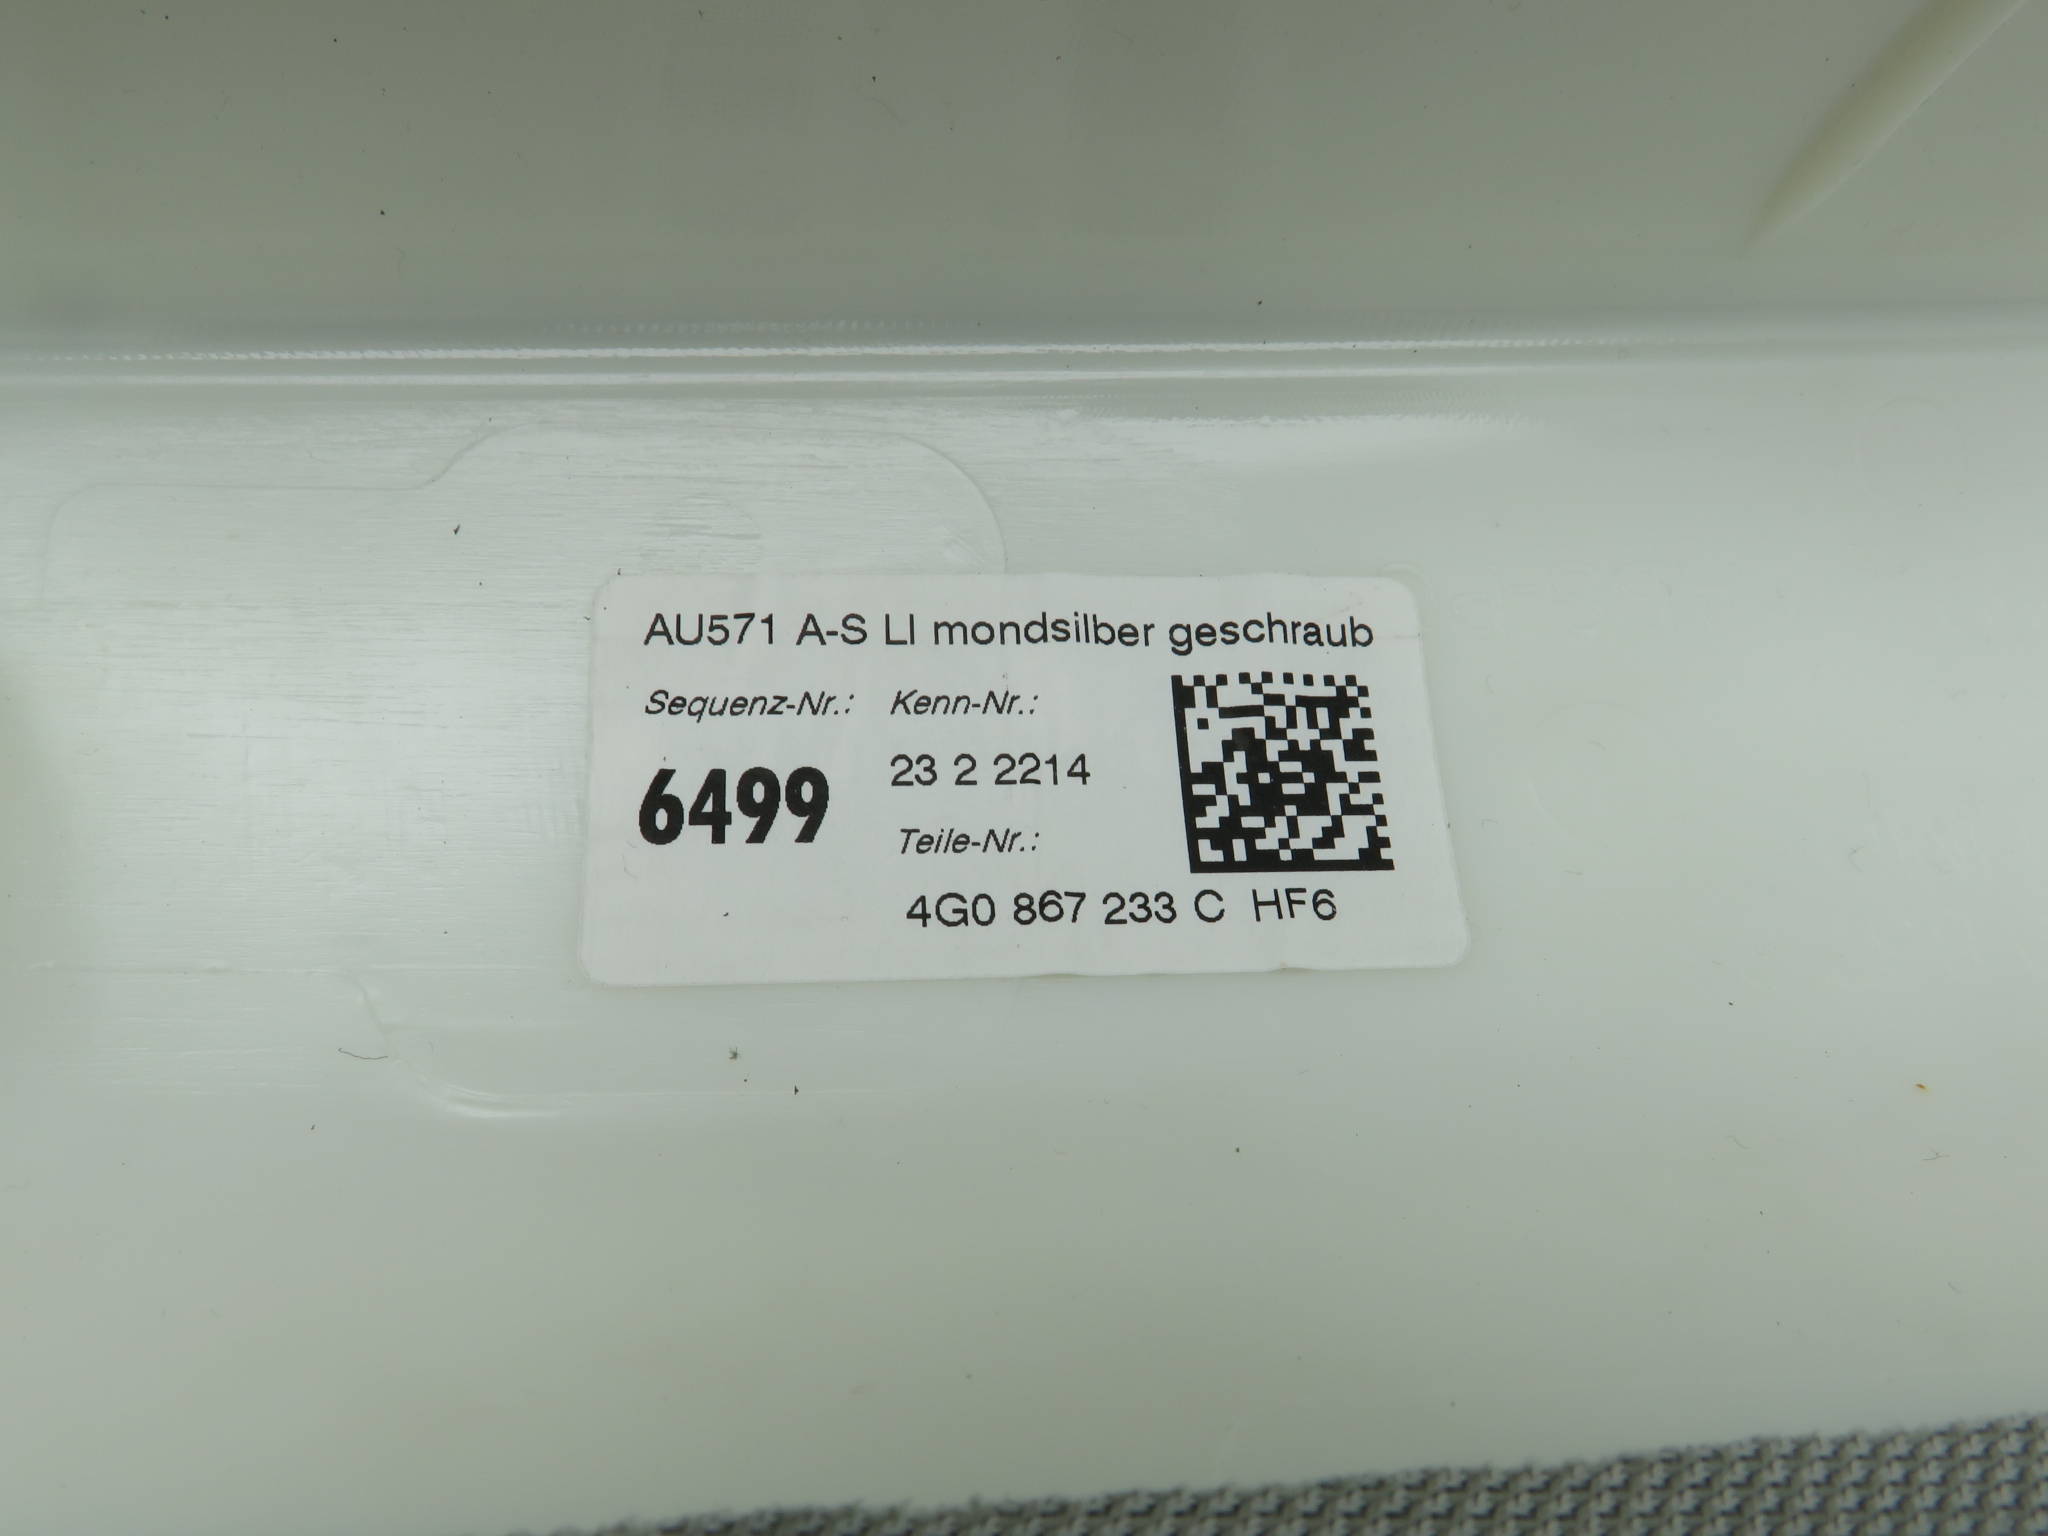 AU571 A-S LI mondsilber geschraub
Sequenz-Nr.: Kenn-Nr.:
6499 23 2 2214
Teile-Nr.:
4G0 867 233 C HF6